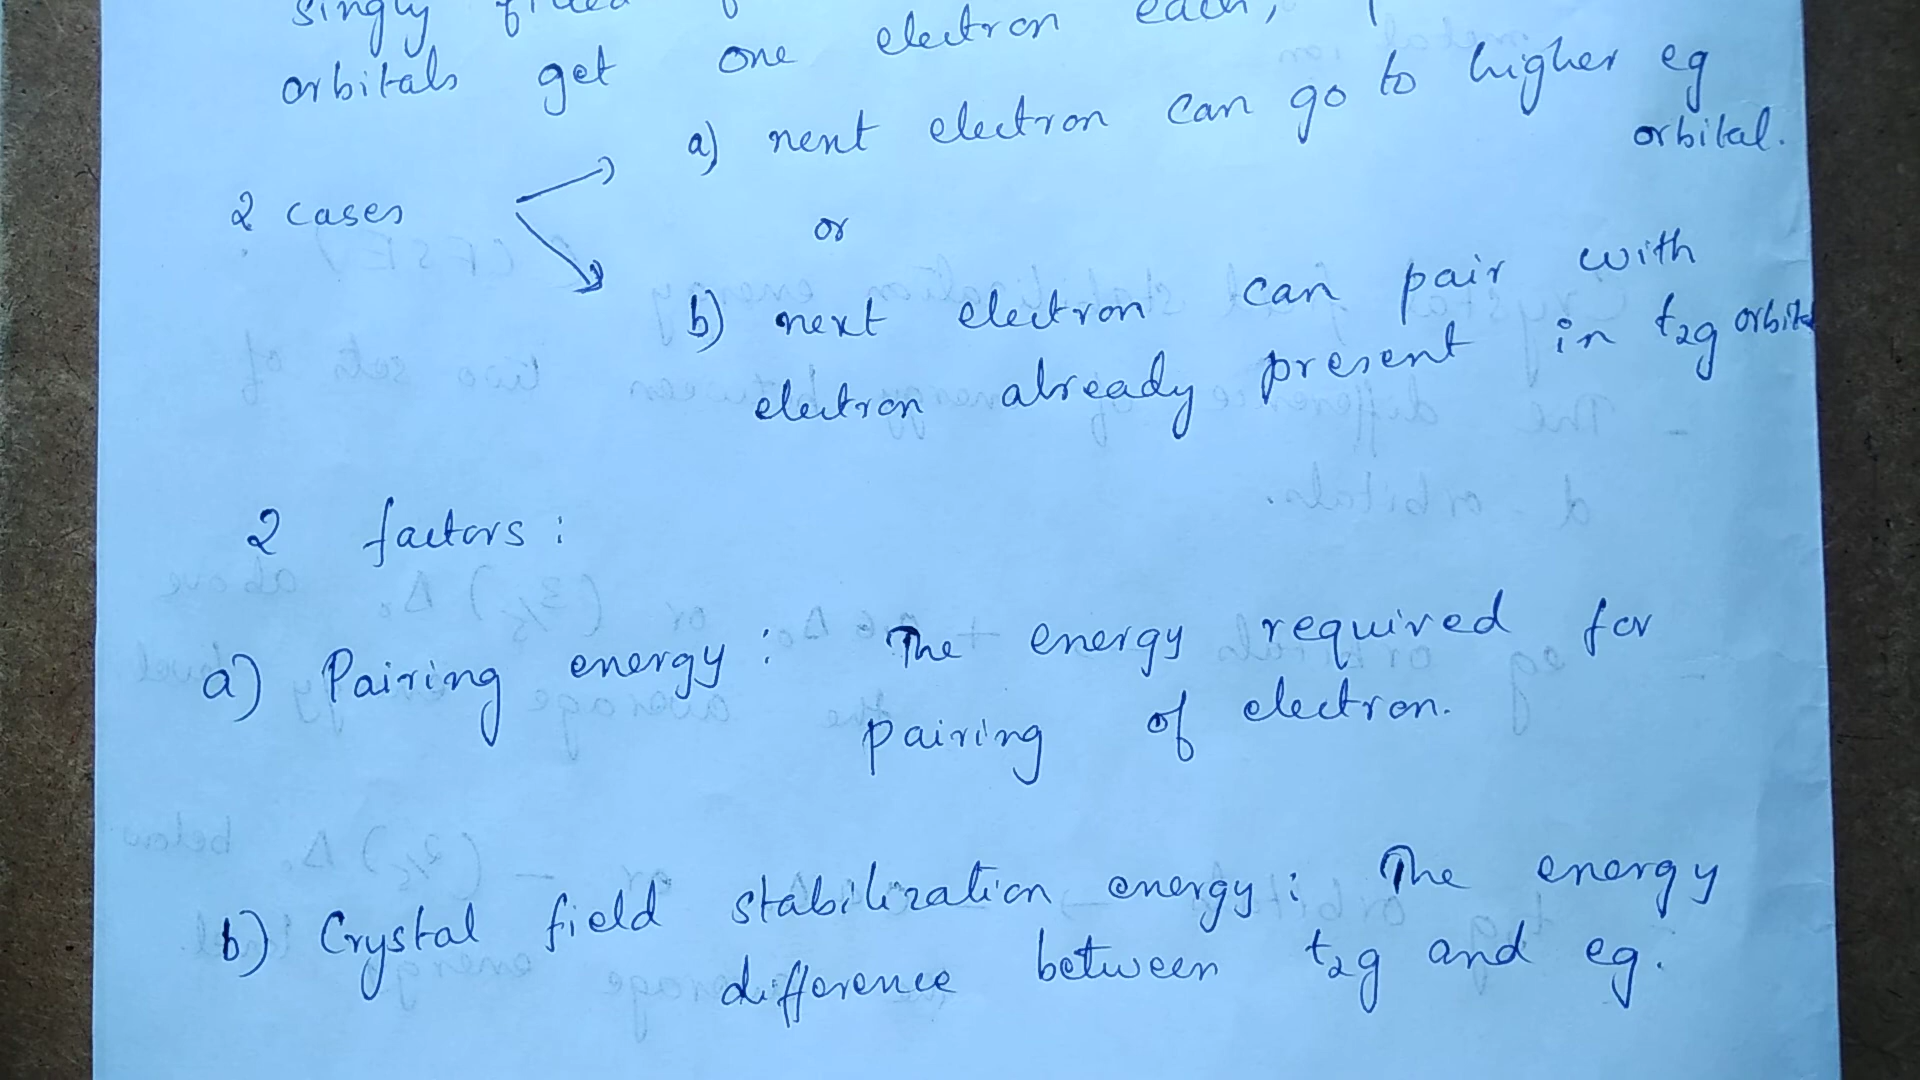 singly filled
orbitals get one electron each,
a) next electron can go to higher eg
orbital.
2 cases
or
b) next electron can pair with
electron already present in t2g orbital
2 factors:
a) Pairing energy: The energy required for
pairing of electron.
b) Crystal field stabilization energy: The energy
difference between t2g and eg.